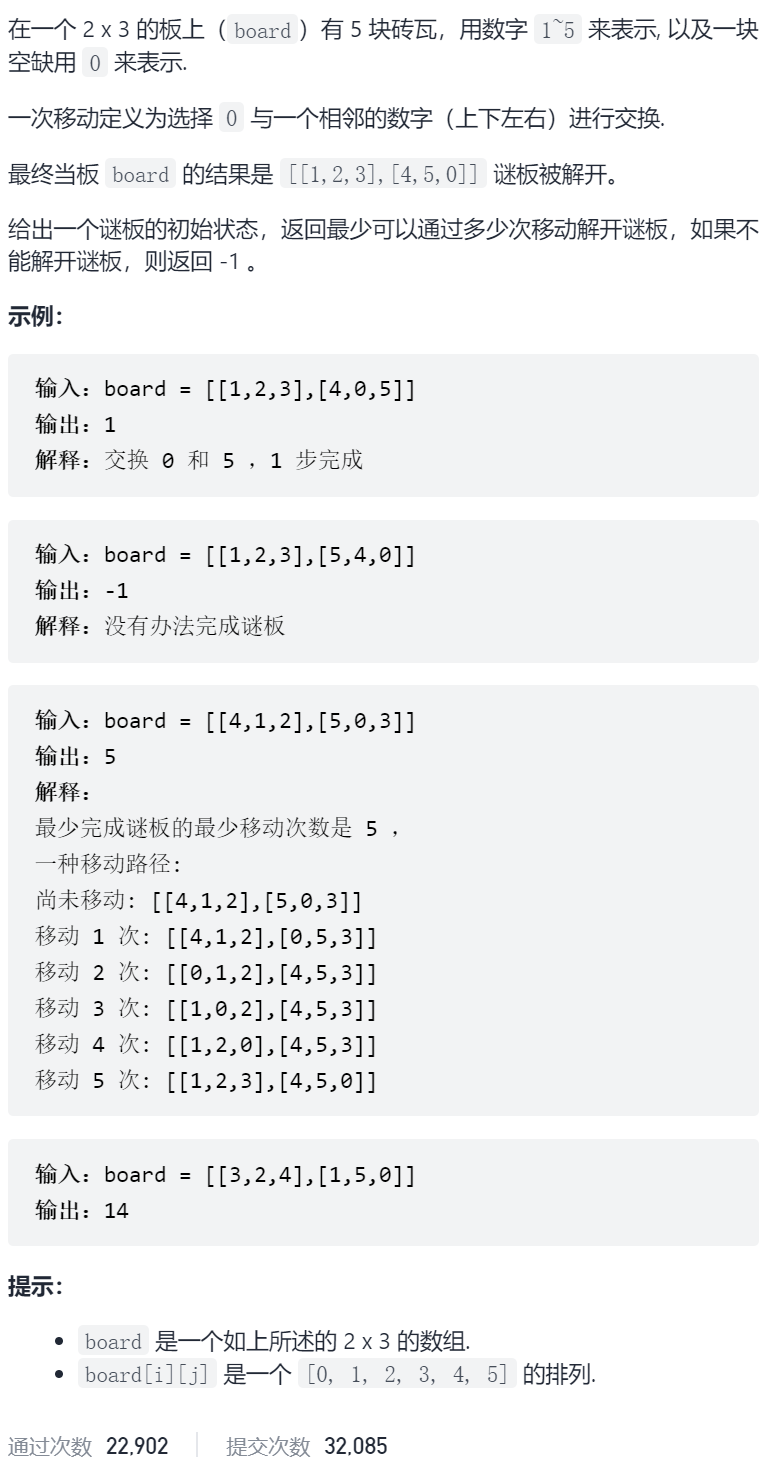 在一个 2 x 3 的板上（board）有 5 块砖瓦，用数字 1~5 来表示, 以及一块
空缺用 0 来表示.
一次移动定义为选择 0 与一个相邻的数字（上下左右）进行交换.
最终当板 board 的结果是 [[1,2,3],[4,5,0]] 谜板被解开。
给出一个谜板的初始状态，返回最少可以通过多少次移动解开谜板，如果不
能解开谜板，则返回 -1 。
示例：
输入：board = [[1,2,3],[4,0,5]]
输出：1
解释：交换 0 和 5 ，1 步完成
输入：board = [[1,2,3],[5,4,0]]
输出：-1
解释：没有办法完成谜板
输入：board = [[4,1,2],[5,0,3]]
输出：5
解释：
最少完成谜板的最少移动次数是 5 ，
一种移动路径:
尚未移动: [[4,1,2],[5,0,3]]
移动 1 次: [[4,1,2],[0,5,3]]
移动 2 次: [[0,1,2],[4,5,3]]
移动 3 次: [[1,0,2],[4,5,3]]
移动 4 次: [[1,2,0],[4,5,3]]
移动 5 次: [[1,2,3],[4,5,0]]
输入：board = [[3,2,4],[1,5,0]]
输出：14
提示：
• board 是一个如上所述的 2 x 3 的数组.
• board[i][j] 是一个 [0, 1, 2, 3, 4, 5] 的排列.
通过次数 22,902 提交次数 32,085